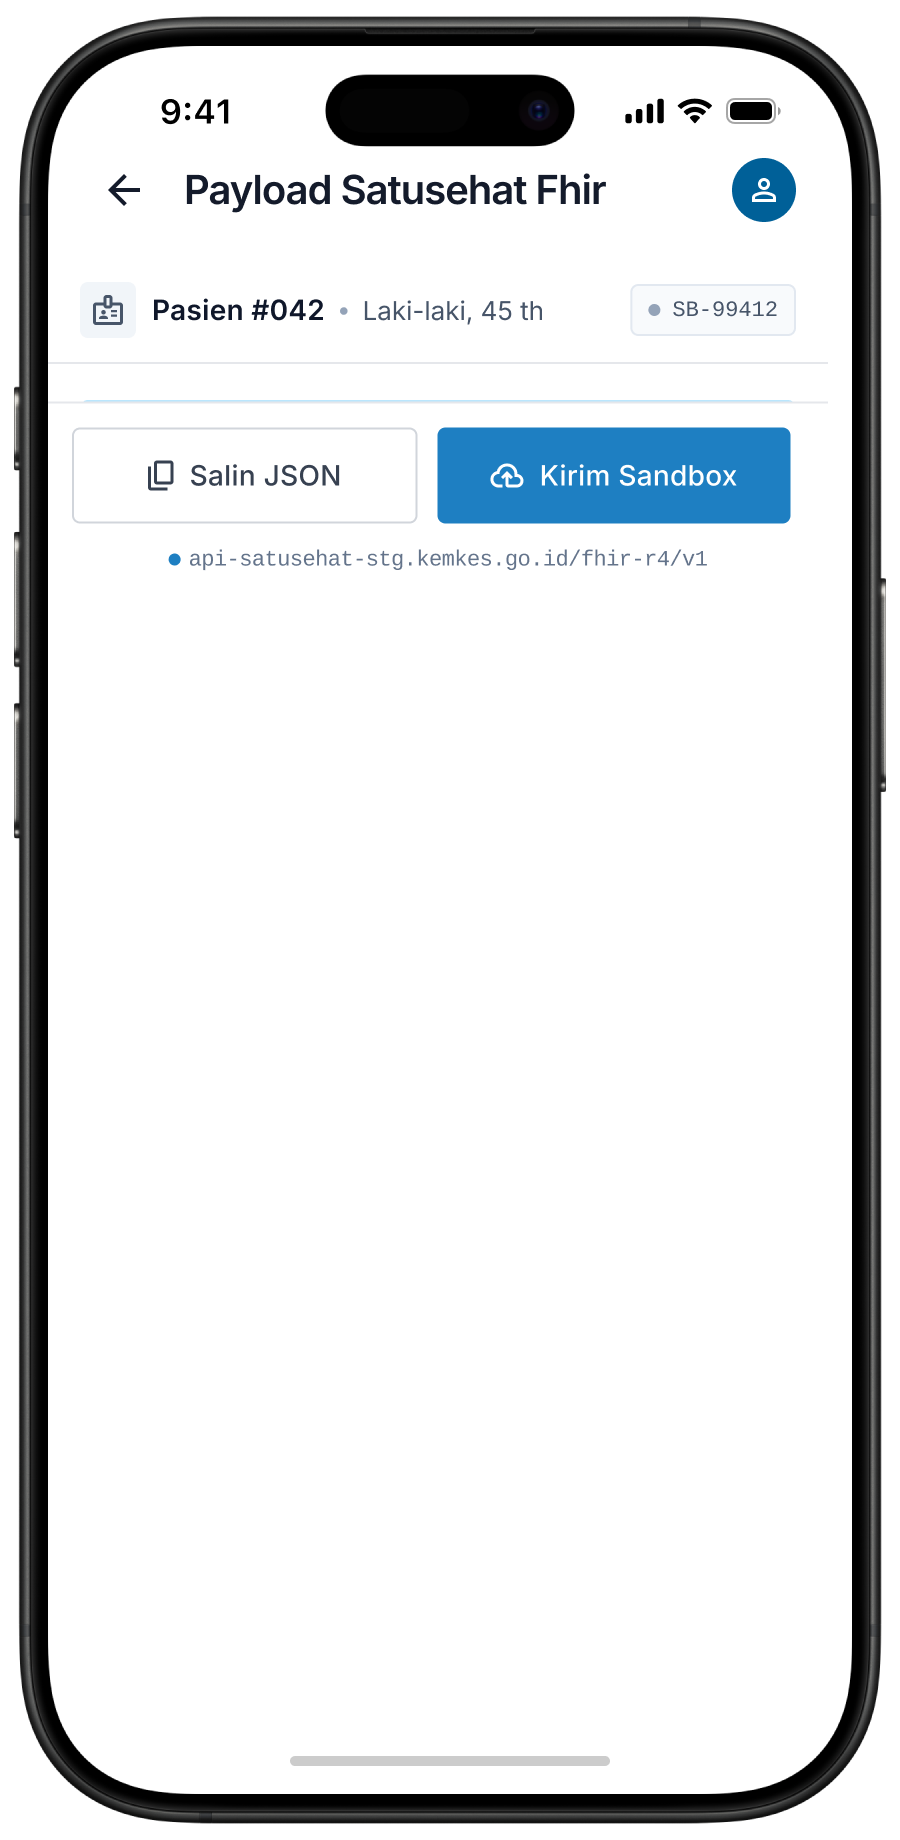 9:41
Payload Satusehat Fhir
Pasien #042 • Laki-laki, 45 th
SB-99412
Salin JSON
Kirim Sandbox
api-satusehat-stg.kemkes.go.id/fhir-r4/v1